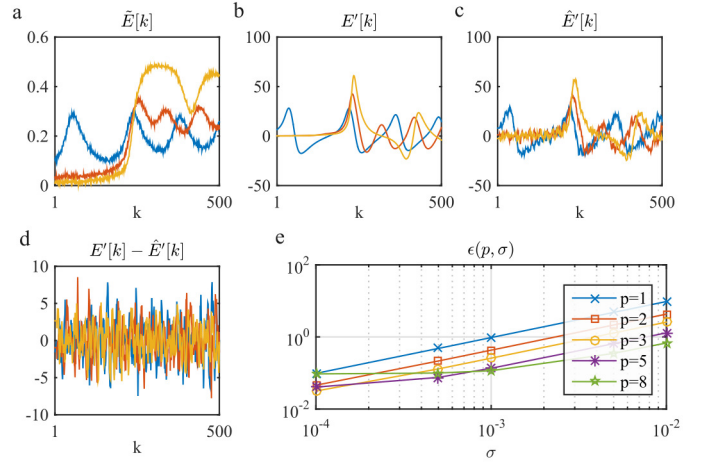 a
Ẽ[k]
0.6
0.4
0.2
0
1
500
k
b
E′[k]
100
50
0
-50
1
500
k
c
Ê′[k]
100
50
0
-50
1
500
k
d
E′[k] − Ê′[k]
10
5
0
-5
-10
1
500
k
e
ϵ(p, σ)
10²
10⁰
10⁻²
10⁻⁴
10⁻³
10⁻²
σ
p=1
p=2
p=3
p=5
p=8